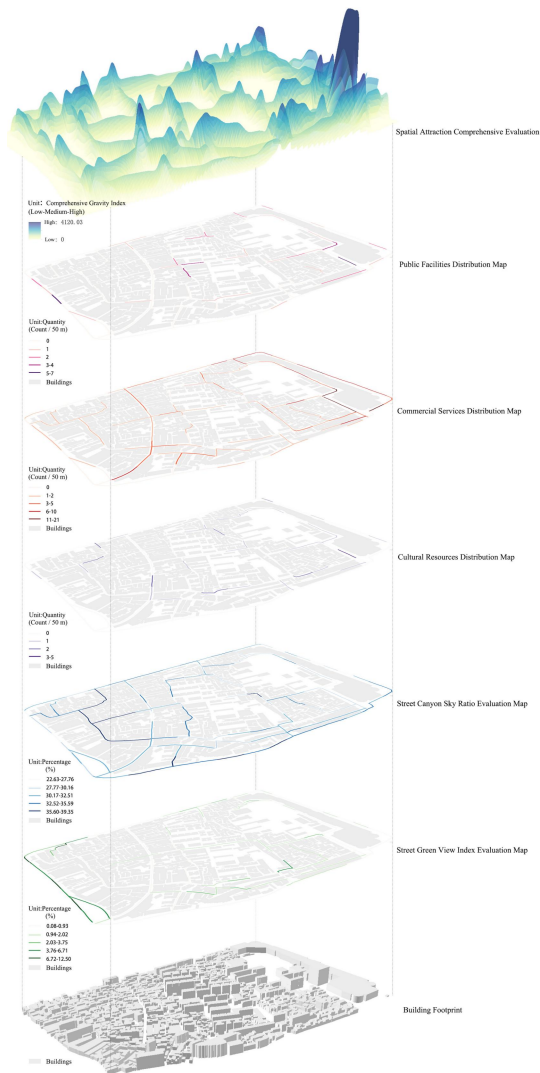 Spatial Attraction Comprehensive Evaluation
Unit: Comprehensive Gravity Index
(Low-Medium-High)
High: 4120.03
Low: 0
Public Facilities Distribution Map
Unit:Quantity
(Count / 50 m)
0
1
2
3-4
5-7
Buildings
Commercial Services Distribution Map
Unit:Quantity
(Count / 50 m)
0
1-2
3-5
6-10
11-21
Buildings
Cultural Resources Distribution Map
Unit:Quantity
(Count / 50 m)
0
1
2
3-5
Buildings
Street Canyon Sky Ratio Evaluation Map
Unit:Percentage
(%)
22.63-27.76
27.77-30.16
30.17-32.51
32.52-35.59
35.60-39.35
Buildings
Street Green View Index Evaluation Map
Unit:Percentage
(%)
0.08-0.93
0.94-2.02
2.03-3.75
3.76-6.71
6.72-12.50
Buildings
Building Footprint
Buildings